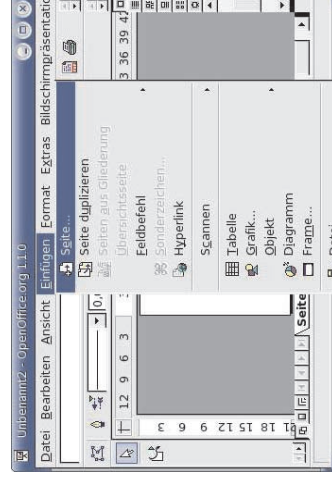 Unbenannt2 - OpenOffice.org 1.1.0
Datei Bearbeiten Ansicht Einfügen Format Extras Bildschirmpräsentatio
Seite...
Seite duplizieren
Seiten aus Gliederung
Übersichtsseite
Feldbefehl
Sonderzeichen...
Hyperlink
Scannen
Tabelle
Grafik...
Objekt
Diagramm
Frame...
0,
12 9 6 3
3 36 39 42
3 6 9 12 15 18
Seite